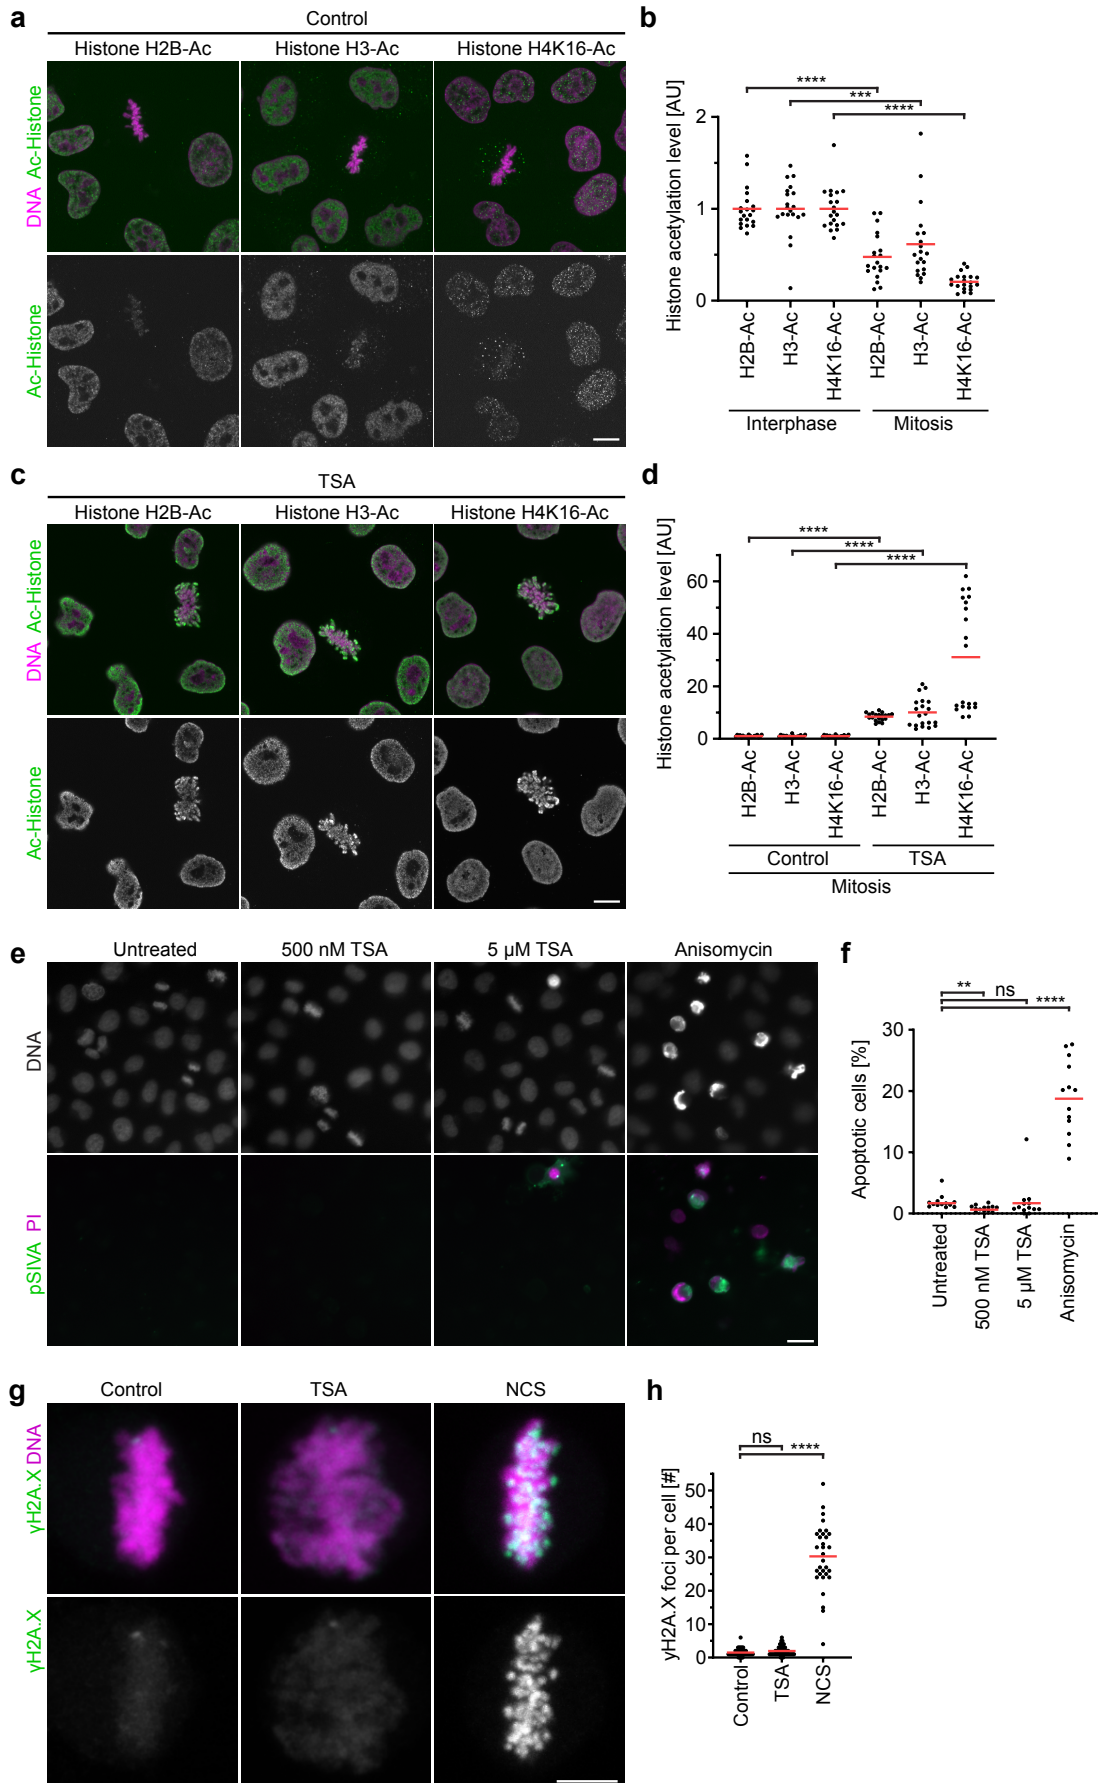 a
Control
Histone H2B-Ac Histone H3-Ac Histone H4K16-Ac
DNA Ac-Histone
Ac-Histone
b
**** 
***
****
Histone acetylation level [AU]
2
1
0
H2B-Ac H3-Ac H4K16-Ac H2B-Ac H3-Ac H4K16-Ac
Interphase Mitosis
c
TSA
Histone H2B-Ac Histone H3-Ac Histone H4K16-Ac
DNA Ac-Histone
Ac-Histone
d
****
****
****
Histone acetylation level [AU]
60
40
20
0
H2B-Ac H3-Ac H4K16-Ac H2B-Ac H3-Ac H4K16-Ac
Control TSA
Mitosis
e
Untreated 500 nM TSA 5 µM TSA Anisomycin
DNA
pSIVA PI
f
** ns
****
Apoptotic cells [%]
30
20
10
0
Untreated 500 nM TSA 5 µM TSA Anisomycin
g
Control TSA NCS
γH2A.X DNA
γH2A.X
h
ns
****
γH2A.X foci per cell [#]
50
40
30
20
10
0
Control TSA NCS